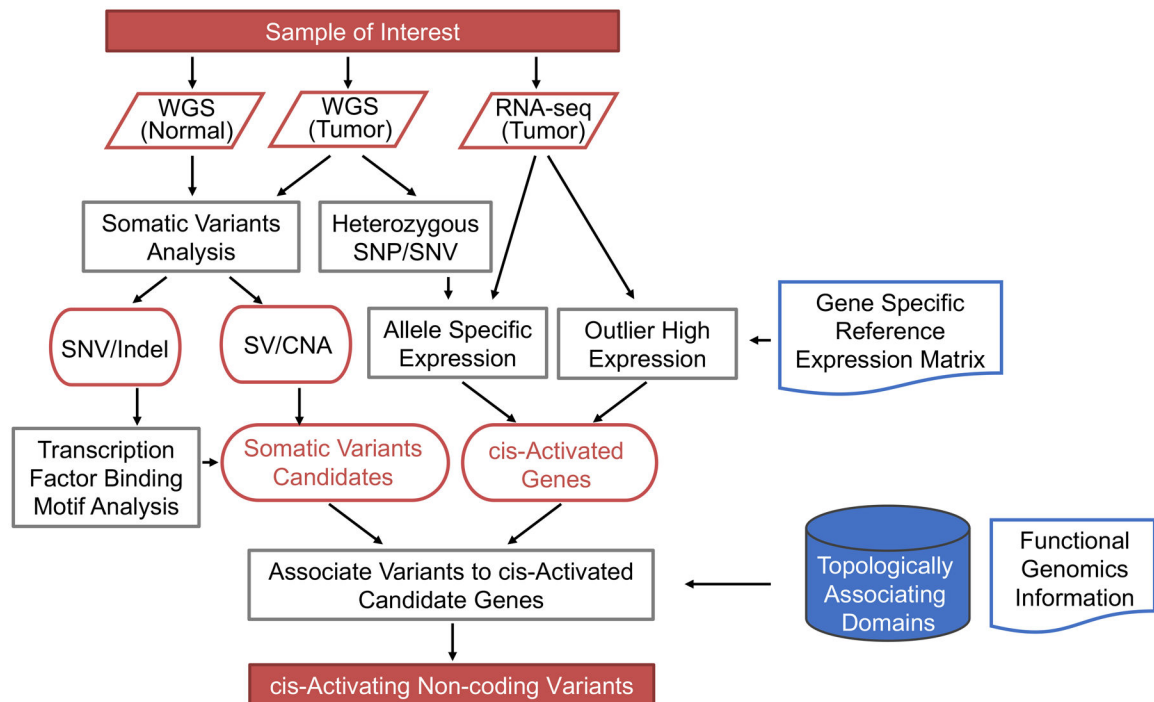 Sample of Interest
WGS
(Normal)
WGS
(Tumor)
RNA-seq
(Tumor)
Somatic Variants
Analysis
Heterozygous
SNP/SNV
SNV/Indel
SV/CNA
Allele Specific
Expression
Outlier High
Expression
Gene Specific
Reference
Expression Matrix
Transcription
Factor Binding
Motif Analysis
Somatic Variants
Candidates
cis-Activated
Genes
Associate Variants to cis-Activated
Candidate Genes
Topologically
Associating
Domains
Functional
Genomics
Information
cis-Activating Non-coding Variants